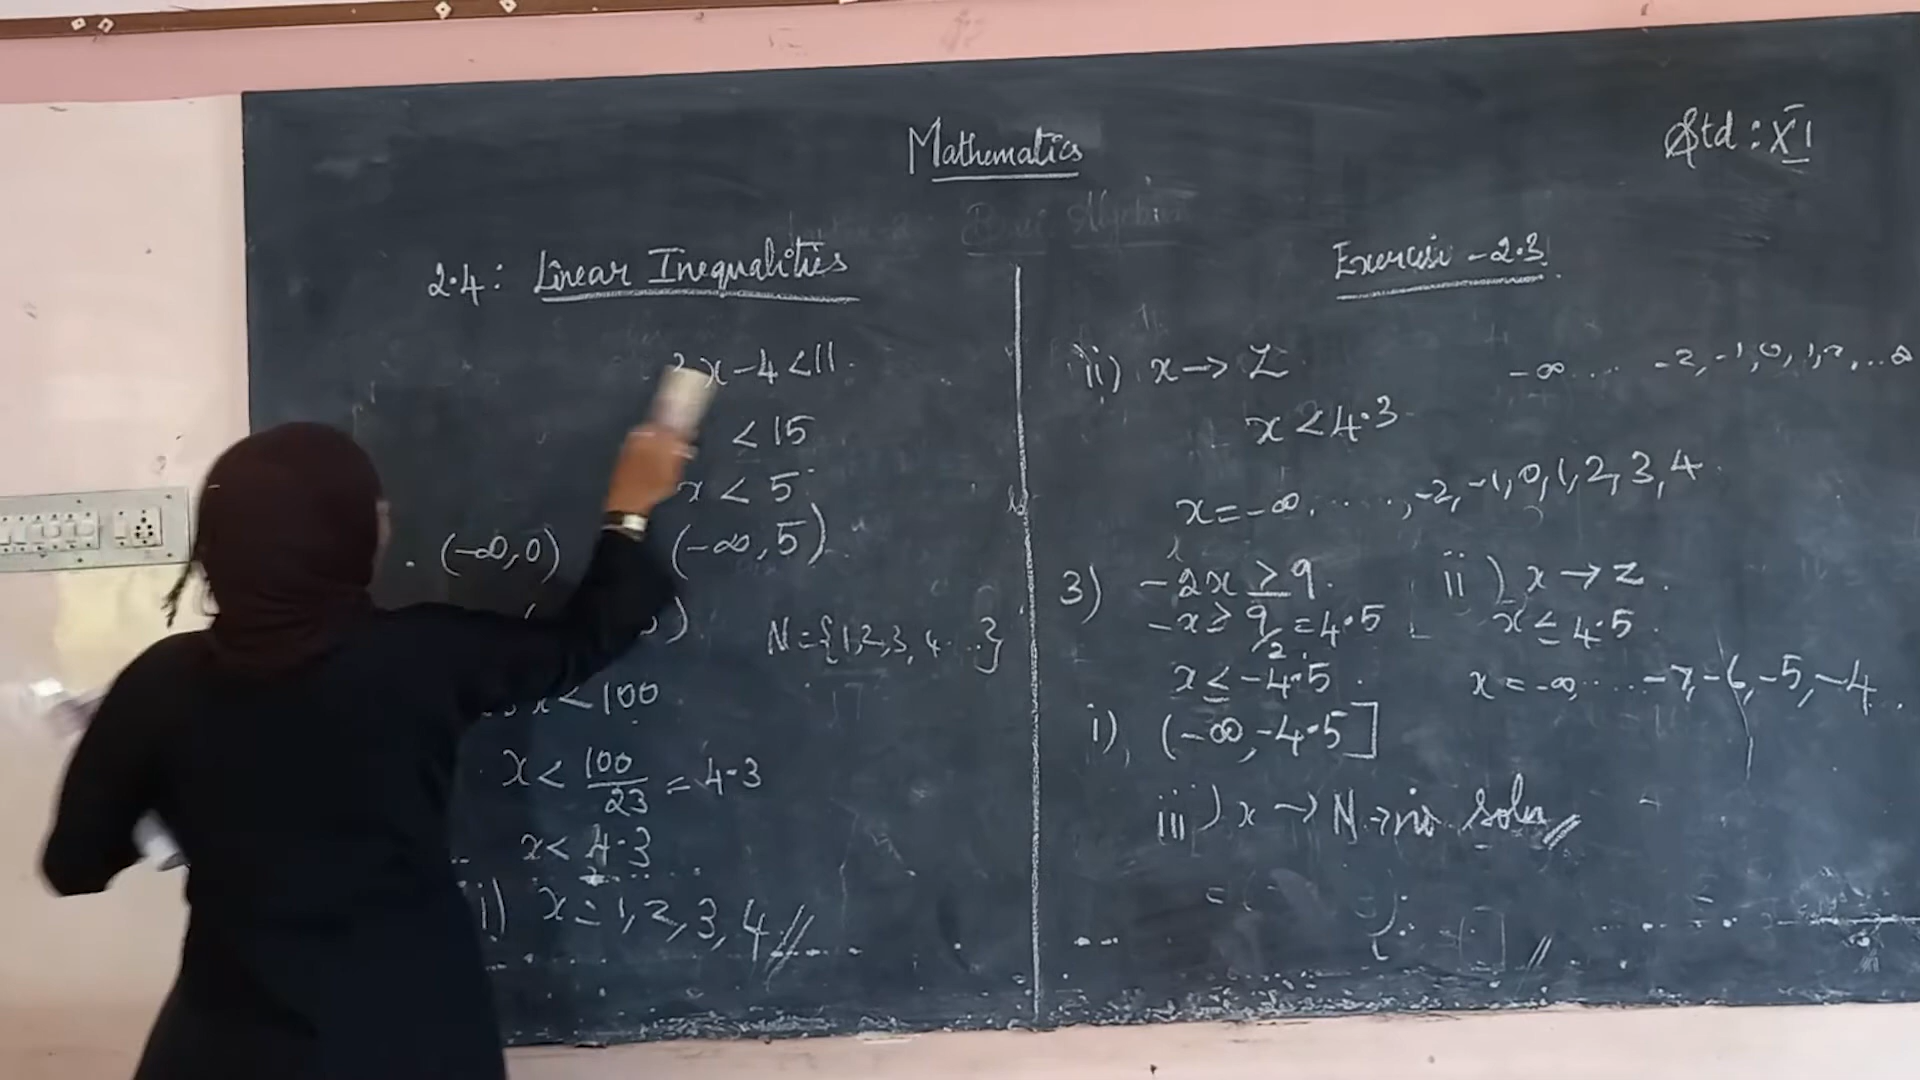 Mathematics
Std : XI
2.4 : Linear Inequalities
3x-4<11
<15
x < 5
(-∞,0)
(-∞,5)
N={1,2,3,4...}
x<100
x < 100/23 = 4.3
x< 4.3
i) x=1,2,3,4//
Exercise - 2.3
ii) x→ Z
-∞ .... -2,-1,0,1,2,...∞
x < 4.3
x=-∞.......,-2,-1,0,1,2,3,4
3) -2x ≥ 9.
-x ≥ 9/2 = 4.5
x ≤ -4.5
i) (-∞,-4.5]
ii) x → Z
x ≤ 4.5
x = -∞, .... -7,-6,-5,-4..
iii) x → N → no soln//